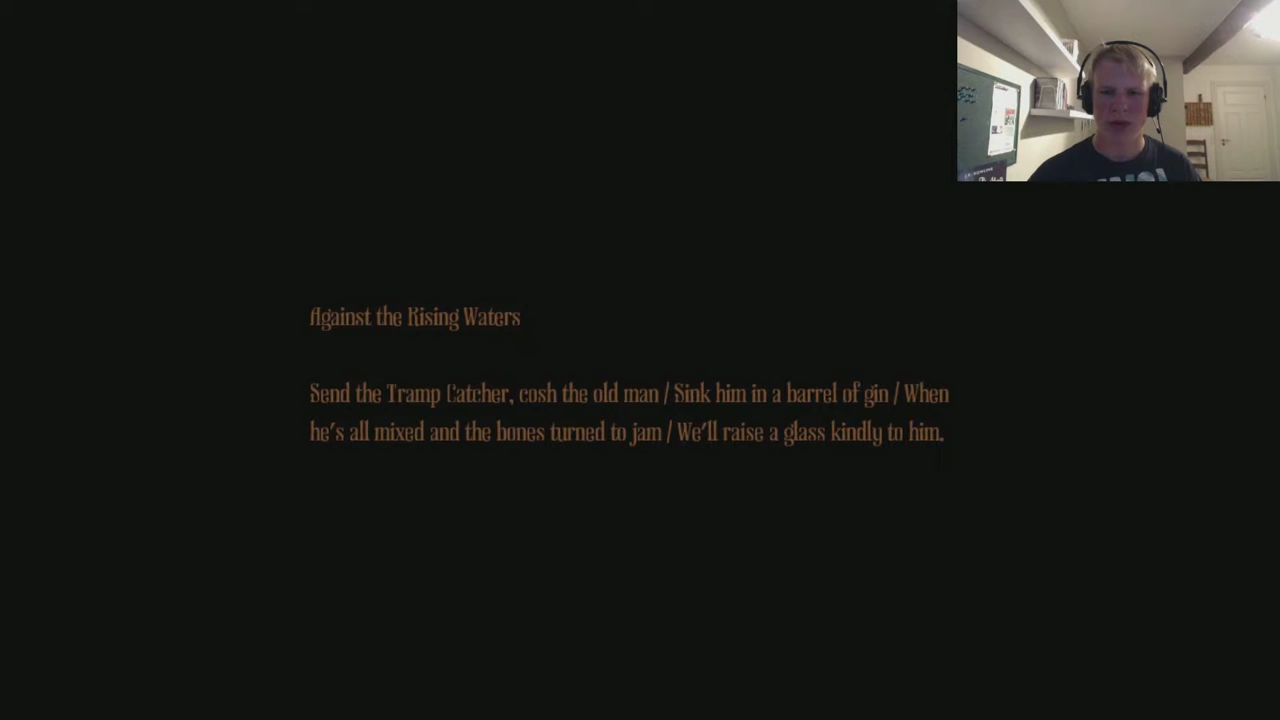 Against the Rising Waters
Send the Tramp Catcher, cosh the old man / Sink him in a barrel of gin / When
he's all mixed and the bones turned to jam / We'll raise a glass kindly to him.